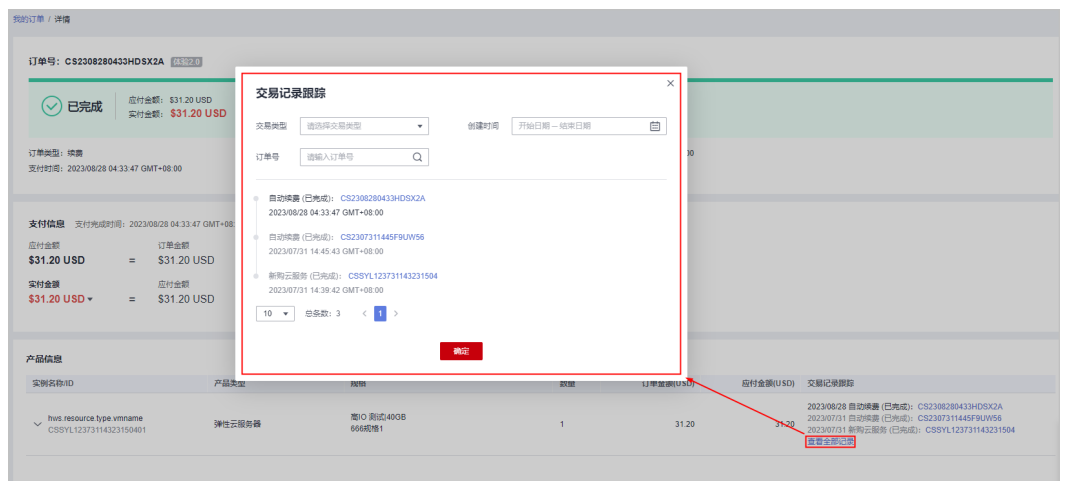 我的订单 / 详情
订单号: CS2308280433HDSX2A 体验2.0
已完成
应付金额: $31.20 USD
实付金额: $31.20 USD
订单类型: 续费
支付时间: 2023/08/28 04:33:47 GMT+08:00
00
支付信息 支付完成时间: 2023/08/28 04:33:47 GMT+08:
应付金额 订单金额
$31.20 USD = $31.20 USD
实付金额 应付金额
$31.20 USD = $31.20 USD
交易记录跟踪
交易类型 请选择交易类型 创建时间 开始日期 – 结束日期
订单号 请输入订单号
自动续费 (已完成): CS2308280433HDSX2A
2023/08/28 04:33:47 GMT+08:00
自动续费 (已完成): CS2307311445F9UW56
2023/07/31 14:45:43 GMT+08:00
新购云服务 (已完成): CSSYL123731143231504
2023/07/31 14:39:42 GMT+08:00
10 总条数: 3 < 1 >
确定
产品信息
实例名称/ID 产品类型 规格 数量 订单金额(USD) 应付金额(USD) 交易记录跟踪
hws.resource.type.vmname
CSSYL12373114323150401
弹性云服务器
高IO 测试|40GB
666规格1
1 31.20 31.20
2023/08/28 自动续费 (已完成): CS2308280433HDSX2A
2023/07/31 自动续费 (已完成): CS2307311445F9UW56
2023/07/31 新购云服务 (已完成): CSSYL123731143231504
查看全部记录